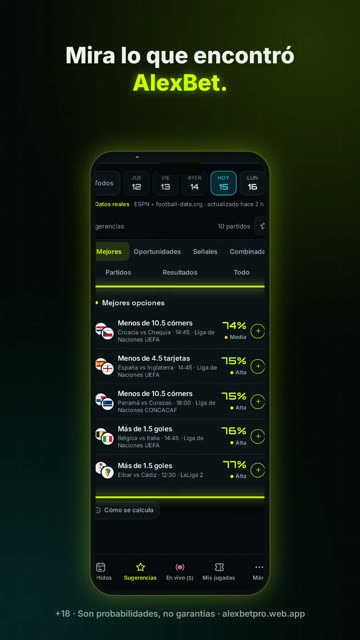 Mira lo que encontró
AlexBet.
Todos
JUE VIE AYER HOY LUN
12 13 14 15 16
Datos reales · ESPN + football-data.org · actualizado hace 2 h
gerencias 10 partidos
Mejores Oportunidades Señales Combinada
Partidos Resultados Todo
Mejores opciones
Menos de 10.5 córners 74%
Croacia vs Chequia · 14:45 · Liga de Media
Naciones UEFA
Menos de 4.5 tarjetas 75%
España vs Inglaterra · 14:45 · Liga de Alta
Naciones UEFA
Menos de 10.5 córners 75%
Panamá vs Curazao · 18:00 · Liga de Alta
Naciones CONCACAF
Más de 1.5 goles 76%
Bélgica vs Italia · 14:45 · Liga de Alta
Naciones UEFA
Más de 1.5 goles 77%
Eibar vs Cádiz · 12:30 · LaLiga 2 Alta
Cómo se calcula
rtidos Sugerencias En vivo (5) Mis jugadas Más
+18 · Son probabilidades, no garantías · alexbetpro.web.app